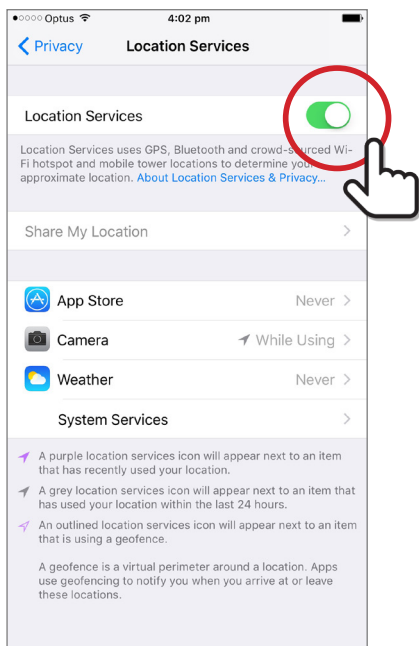 Optus 4:02 pm
Privacy Location Services
Location Services
Location Services uses GPS, Bluetooth and crowd-sourced Wi-
Fi hotspot and mobile tower locations to determine your
approximate location. About Location Services & Privacy...
Share My Location
App Store Never
Camera While Using
Weather Never
System Services
A purple location services icon will appear next to an item
that has recently used your location.
A grey location services icon will appear next to an item that
has used your location within the last 24 hours.
An outlined location services icon will appear next to an item
that is using a geofence.
A geofence is a virtual perimeter around a location. Apps
use geofencing to notify you when you arrive at or leave
these locations.